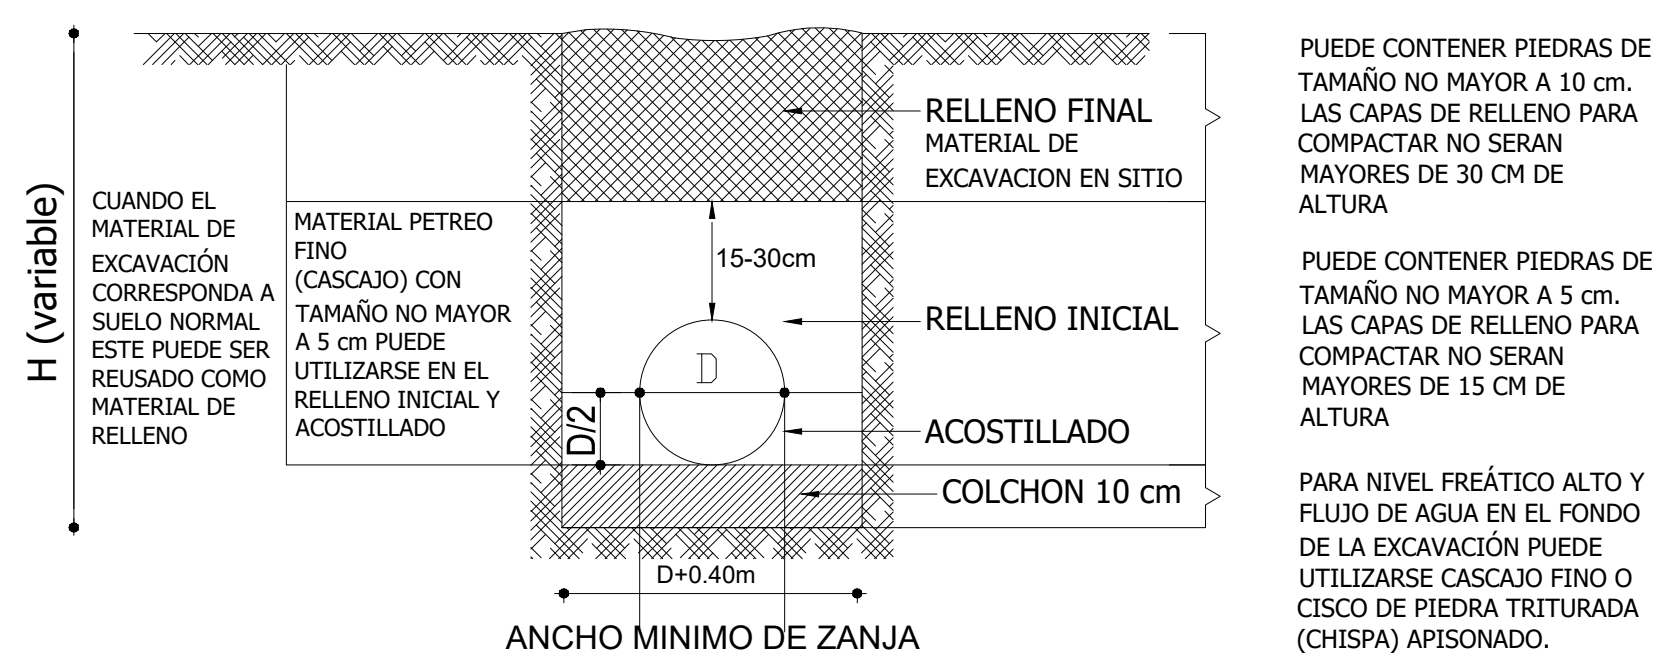 H (variable)
CUANDO EL
MATERIAL DE
EXCAVACIÓN
CORRESPONDA A
SUELO NORMAL
ESTE PUEDE SER
REUSADO COMO
MATERIAL DE
RELLENO
MATERIAL PETREO
FINO
(CASCAJO) CON
TAMAÑO NO MAYOR
A 5 cm PUEDE
UTILIZARSE EN EL
RELLENO INICIAL Y
ACOSTILLADO
15-30cm
D
D/2
D+0.40m
ANCHO MINIMO DE ZANJA
RELLENO FINAL
MATERIAL DE
EXCAVACION EN SITIO
RELLENO INICIAL
ACOSTILLADO
COLCHON 10 cm
PUEDE CONTENER PIEDRAS DE
TAMAÑO NO MAYOR A 10 cm.
LAS CAPAS DE RELLENO PARA
COMPACTAR NO SERAN
MAYORES DE 30 CM DE
ALTURA
PUEDE CONTENER PIEDRAS DE
TAMAÑO NO MAYOR A 5 cm.
LAS CAPAS DE RELLENO PARA
COMPACTAR NO SERAN
MAYORES DE 15 CM DE
ALTURA
PARA NIVEL FREÁTICO ALTO Y
FLUJO DE AGUA EN EL FONDO
DE LA EXCAVACIÓN PUEDE
UTILIZARSE CASCAJO FINO O
CISCO DE PIEDRA TRITURADA
(CHISPA) APISONADO.